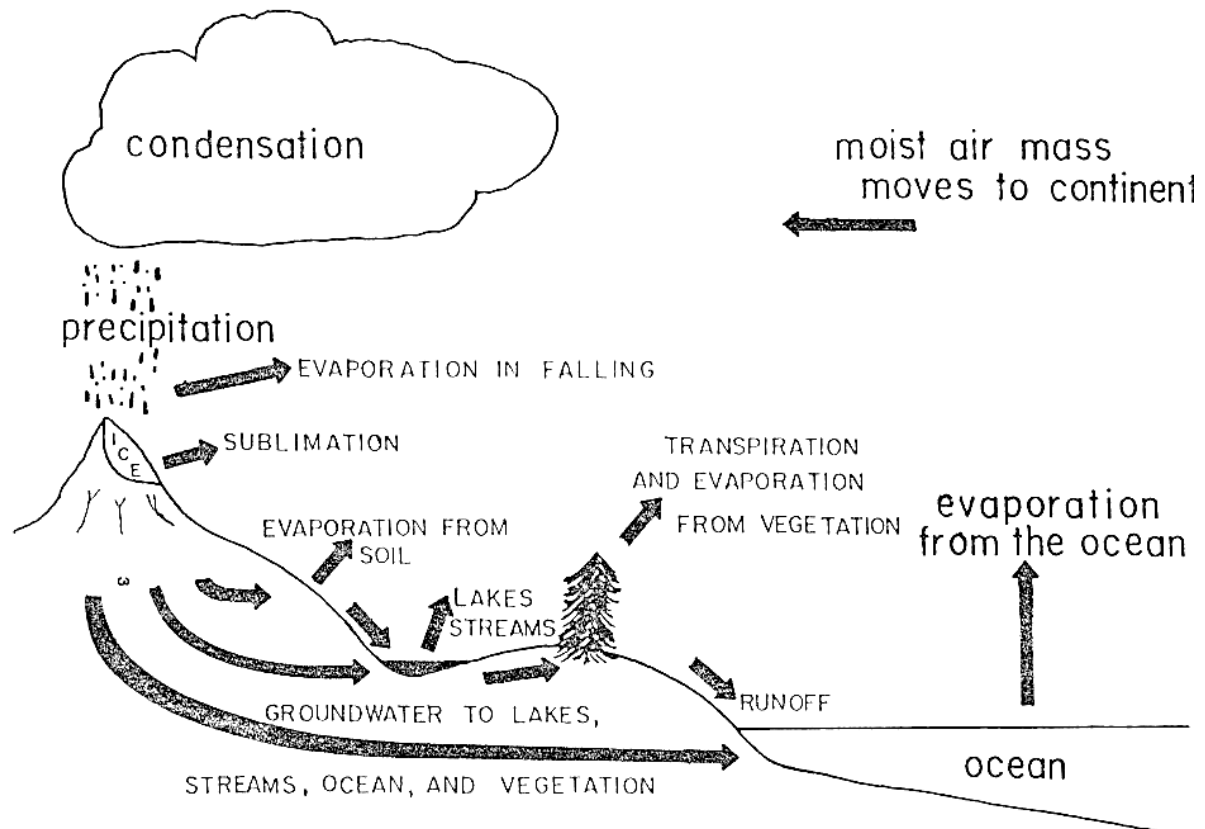 condensation
moist air mass
moves to continent
precipitation
EVAPORATION IN FALLING
ICE
SUBLIMATION
TRANSPIRATION
AND EVAPORATION
FROM VEGETATION
evaporation
from the ocean
EVAPORATION FROM
SOIL
LAKES
STREAMS
RUNOFF
GROUNDWATER TO LAKES,
STREAMS, OCEAN, AND VEGETATION
ocean